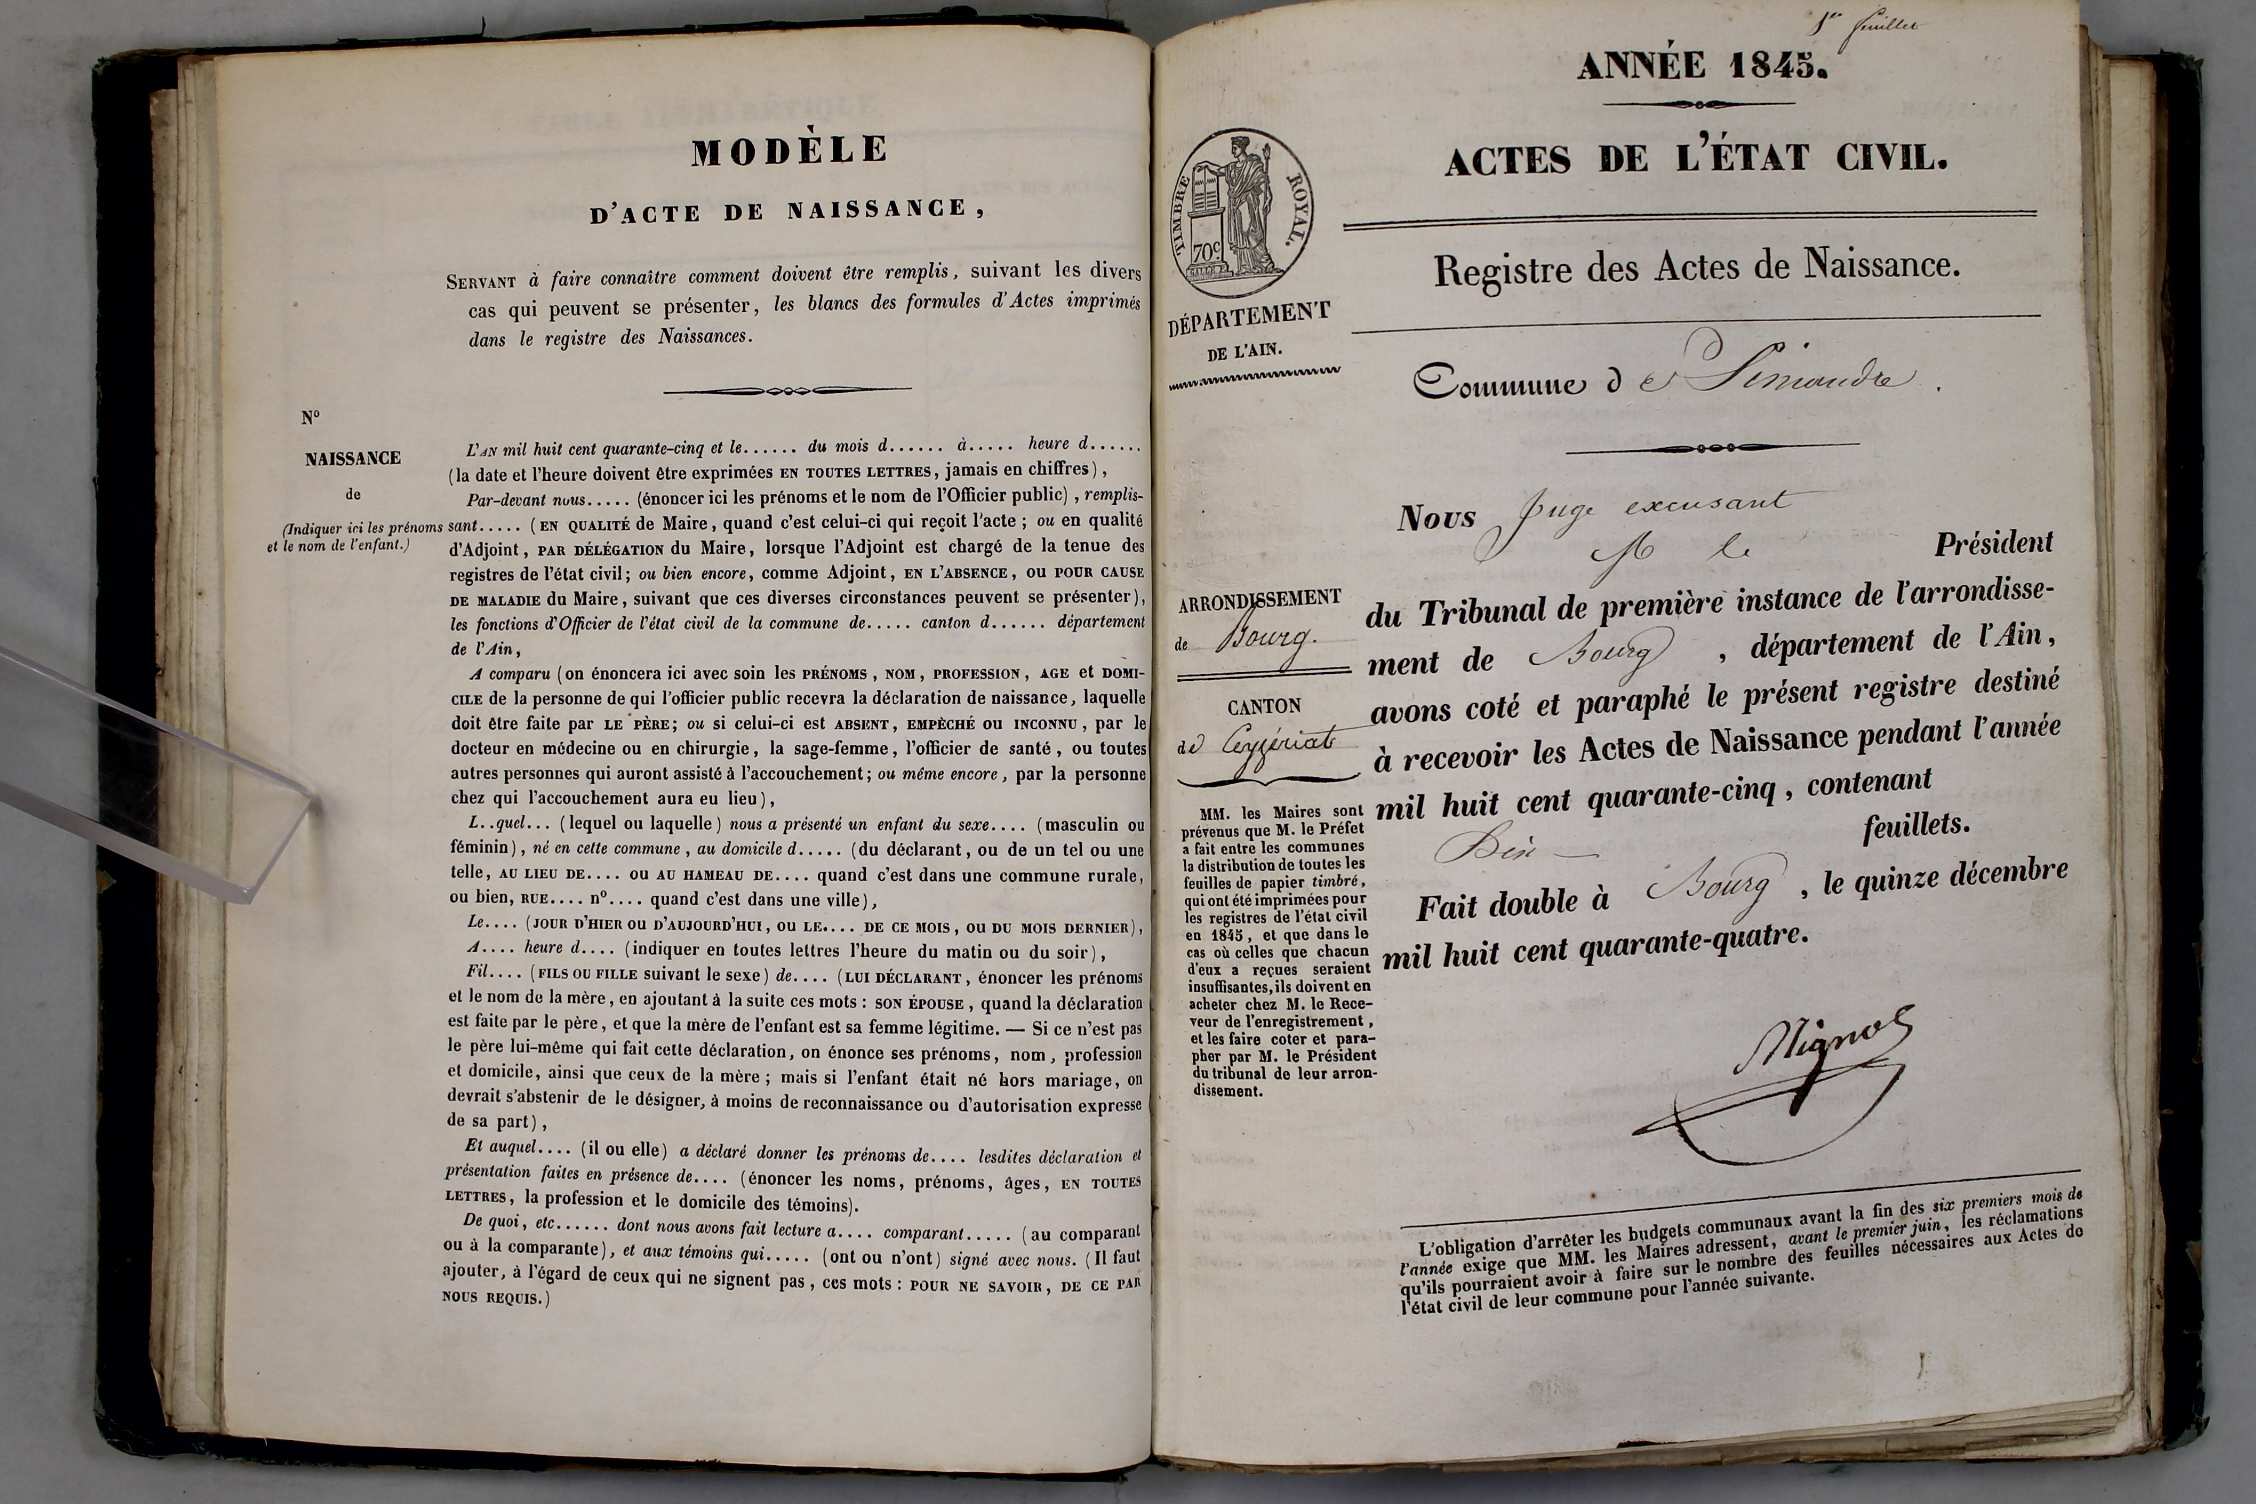 MODÈLE
D'ACTE DE NAISSANCE,
SERVANT à faire connaître comment doivent être remplis, suivant les divers
cas qui peuvent se présenter, les blancs des formules d'Actes imprimés
dans le registre des Naissances.
N°
NAISSANCE
de
(Indiquer ici les prénoms
et le nom de l'enfant.)
L'AN mil huit cent quarante-cinq et le...... du mois d...... à..... heure d......
(la date et l'heure doivent être exprimées EN TOUTES LETTRES, jamais en chiffres),
Par-devant nous..... (énoncer ici les prénoms et le nom de l'Officier public), remplis-
sant..... (EN QUALITÉ de Maire, quand c'est celui-ci qui reçoit l'acte; ou en qualité
d'Adjoint, PAR DÉLÉGATION du Maire, lorsque l'Adjoint est chargé de la tenue des
registres de l'état civil; ou bien encore, comme Adjoint, EN L'ABSENCE, OU POUR CAUSE
DE MALADIE du Maire, suivant que ces diverses circonstances peuvent se présenter),
les fonctions d'Officier de l'état civil de la commune de..... canton d...... département
de l'Ain,
A comparu (on énoncera ici avec soin les PRÉNOMS, NOM, PROFESSION, AGE et DOMI-
CILE de la personne de qui l'officier public recevra la déclaration de naissance, laquelle
doit être faite par LE PÈRE; ou si celui-ci est ABSENT, EMPÊCHÉ OU INCONNU, par le
docteur en médecine ou en chirurgie, la sage-femme, l'officier de santé, ou toutes
autres personnes qui auront assisté à l'accouchement; ou même encore, par la personne
chez qui l'accouchement aura eu lieu),
L..quel... (lequel ou laquelle) nous a présenté un enfant du sexe.... (masculin ou
féminin), né en cette commune, au domicile d..... (du déclarant, ou de un tel ou une
telle, AU LIEU DE.... OU AU HAMEAU DE.... quand c'est dans une commune rurale,
ou bien, RUE.... n°.... quand c'est dans une ville),
Le.... (JOUR D'HIER OU D'AUJOURD'HUI, OU LE.... DE CE MOIS, OU DU MOIS DERNIER),
A.... heure d.... (indiquer en toutes lettres l'heure du matin ou du soir),
Fil.... (FILS OU FILLE suivant le sexe) de.... (LUI DÉCLARANT, énoncer les prénoms
et le nom de la mère, en ajoutant à la suite ces mots: SON ÉPOUSE, quand la déclaration
est faite par le père, et que la mère de l'enfant est sa femme légitime. — Si ce n'est pas
le père lui-même qui fait cette déclaration, on énonce ses prénoms, nom, profession
et domicile, ainsi que ceux de la mère; mais si l'enfant était né hors mariage, on
devrait s'abstenir de le désigner, à moins de reconnaissance ou d'autorisation expresse
de sa part),
Et auquel.... (il ou elle) a déclaré donner les prénoms de.... lesdites déclaration et
présentation faites en présence de.... (énoncer les noms, prénoms, âges, EN TOUTES
LETTRES, la profession et le domicile des témoins).
De quoi, etc...... dont nous avons fait lecture a.... comparant..... (au comparant
ou à la comparante), et aux témoins qui..... (ont ou n'ont) signé avec nous. (Il faut
ajouter, à l'égard de ceux qui ne signent pas, ces mots: POUR NE SAVOIR, DE CE PAR
NOUS REQUIS.)
1er feuillet
ANNÉE 1845.
ACTES DE L'ÉTAT CIVIL.
Registre des Actes de Naissance.
TIMBRE ROYAL.
70c
DÉPARTEMENT
DE L'AIN.
Commune de Simandre.
Nous Juge excusant
M le Président
du Tribunal de première instance de l'arrondisse-
ment de Bourg, département de l'Ain,
avons coté et paraphé le présent registre destiné
à recevoir les Actes de Naissance pendant l'année
mil huit cent quarante-cinq, contenant
Dix feuillets.
Fait double à Bourg, le quinze décembre
mil huit cent quarante-quatre.
ARRONDISSEMENT
de Bourg.
CANTON
de Ceyzériat
MM. les Maires sont
prévenus que M. le Préfet
a fait entre les communes
la distribution de toutes les
feuilles de papier timbré,
qui ont été imprimées pour
les registres de l'état civil
en 1845, et que dans le
cas où celles que chacun
d'eux a reçues seraient
insuffisantes, ils doivent en
acheter chez M. le Rece-
veur de l'enregistrement,
et les faire coter et para-
pher par M. le Président
du tribunal de leur arron-
dissement.
L'obligation d'arrêter les budgets communaux avant la fin des six premiers mois de
l'année exige que MM. les Maires adressent, avant le premier juin, les réclamations
qu'ils pourraient avoir à faire sur le nombre des feuilles nécessaires aux Actes de
l'état civil de leur commune pour l'année suivante.